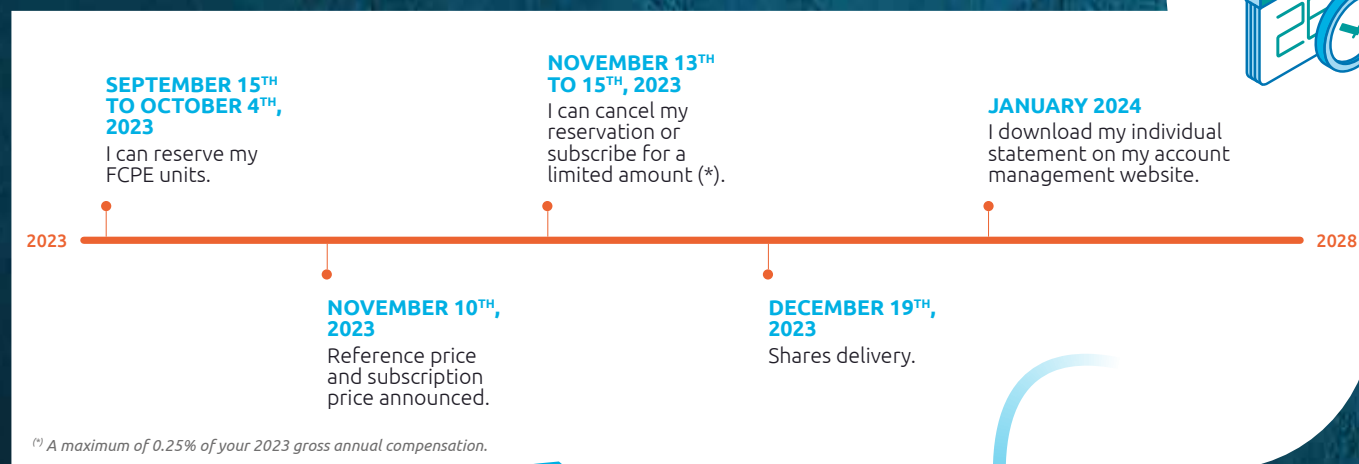 SEPTEMBER 15TH
TO OCTOBER 4TH,
2023
I can reserve my
FCPE units.
NOVEMBER 13TH
TO 15TH, 2023
I can cancel my
reservation or
subscribe for a
limited amount (*).
JANUARY 2024
I download my individual
statement on my account
management website.
2023
2028
NOVEMBER 10TH,
2023
Reference price
and subscription
price announced.
DECEMBER 19TH,
2023
Shares delivery.
(*) A maximum of 0.25% of your 2023 gross annual compensation.